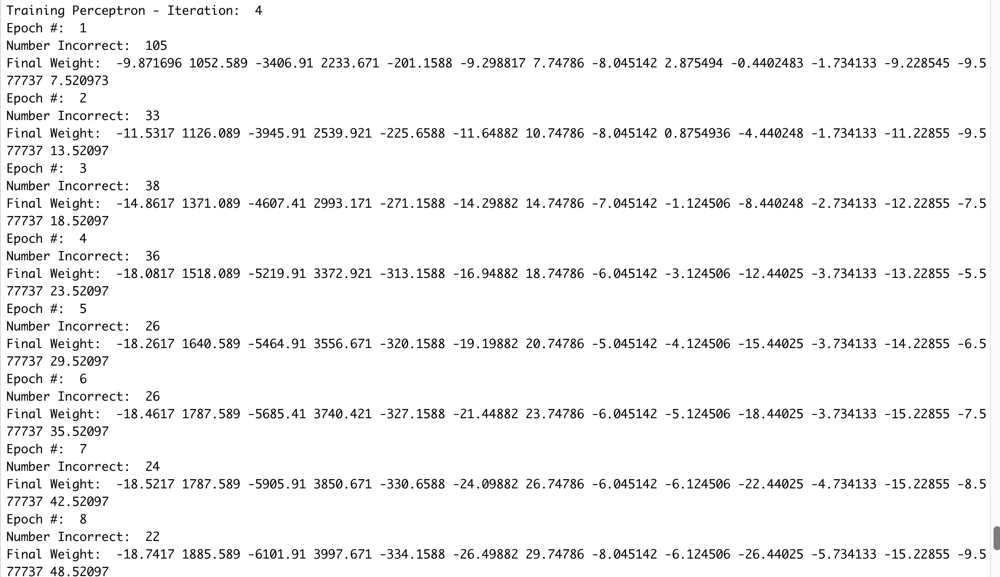 Training Perceptron - Iteration:  4
Epoch #:  1
Number Incorrect:  105
Final Weight:  -9.871696 1052.589 -3406.91 2233.671 -201.1588 -9.298817 7.74786 -8.045142 2.875494 -0.4402483 -1.734133 -9.228545 -9.5
77737 7.520973
Epoch #:  2
Number Incorrect:  33
Final Weight:  -11.5317 1126.089 -3945.91 2539.921 -225.6588 -11.64882 10.74786 -8.045142 0.8754936 -4.440248 -1.734133 -11.22855 -9.5
77737 13.52097
Epoch #:  3
Number Incorrect:  38
Final Weight:  -14.8617 1371.089 -4607.41 2993.171 -271.1588 -14.29882 14.74786 -7.045142 -1.124506 -8.440248 -2.734133 -12.22855 -7.5
77737 18.52097
Epoch #:  4
Number Incorrect:  36
Final Weight:  -18.0817 1518.089 -5219.91 3372.921 -313.1588 -16.94882 18.74786 -6.045142 -3.124506 -12.44025 -3.734133 -13.22855 -5.5
77737 23.52097
Epoch #:  5
Number Incorrect:  26
Final Weight:  -18.2617 1640.589 -5464.91 3556.671 -320.1588 -19.19882 20.74786 -5.045142 -4.124506 -15.44025 -3.734133 -14.22855 -6.5
77737 29.52097
Epoch #:  6
Number Incorrect:  26
Final Weight:  -18.4617 1787.589 -5685.41 3740.421 -327.1588 -21.44882 23.74786 -6.045142 -5.124506 -18.44025 -3.734133 -15.22855 -7.5
77737 35.52097
Epoch #:  7
Number Incorrect:  24
Final Weight:  -18.5217 1787.589 -5905.91 3850.671 -330.6588 -24.09882 26.74786 -6.045142 -6.124506 -22.44025 -4.734133 -15.22855 -8.5
77737 42.52097
Epoch #:  8
Number Incorrect:  22
Final Weight:  -18.7417 1885.589 -6101.91 3997.671 -334.1588 -26.49882 29.74786 -8.045142 -6.124506 -26.44025 -5.734133 -15.22855 -9.5
77737 48.52097